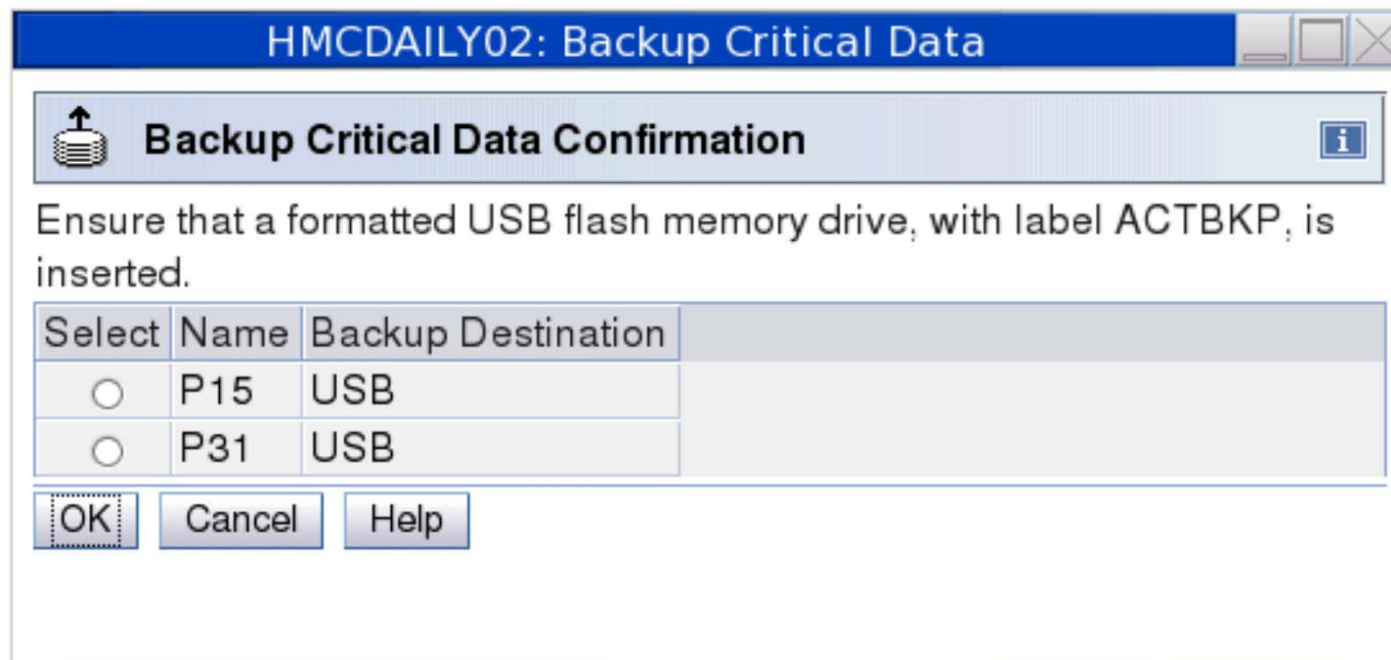 HMCDAILY02: Backup Critical Data
Backup Critical Data Confirmation
i
Ensure that a formatted USB flash memory drive, with label ACTBKP, is
inserted.
Select Name Backup Destination
P15 USB
P31 USB
OK Cancel Help